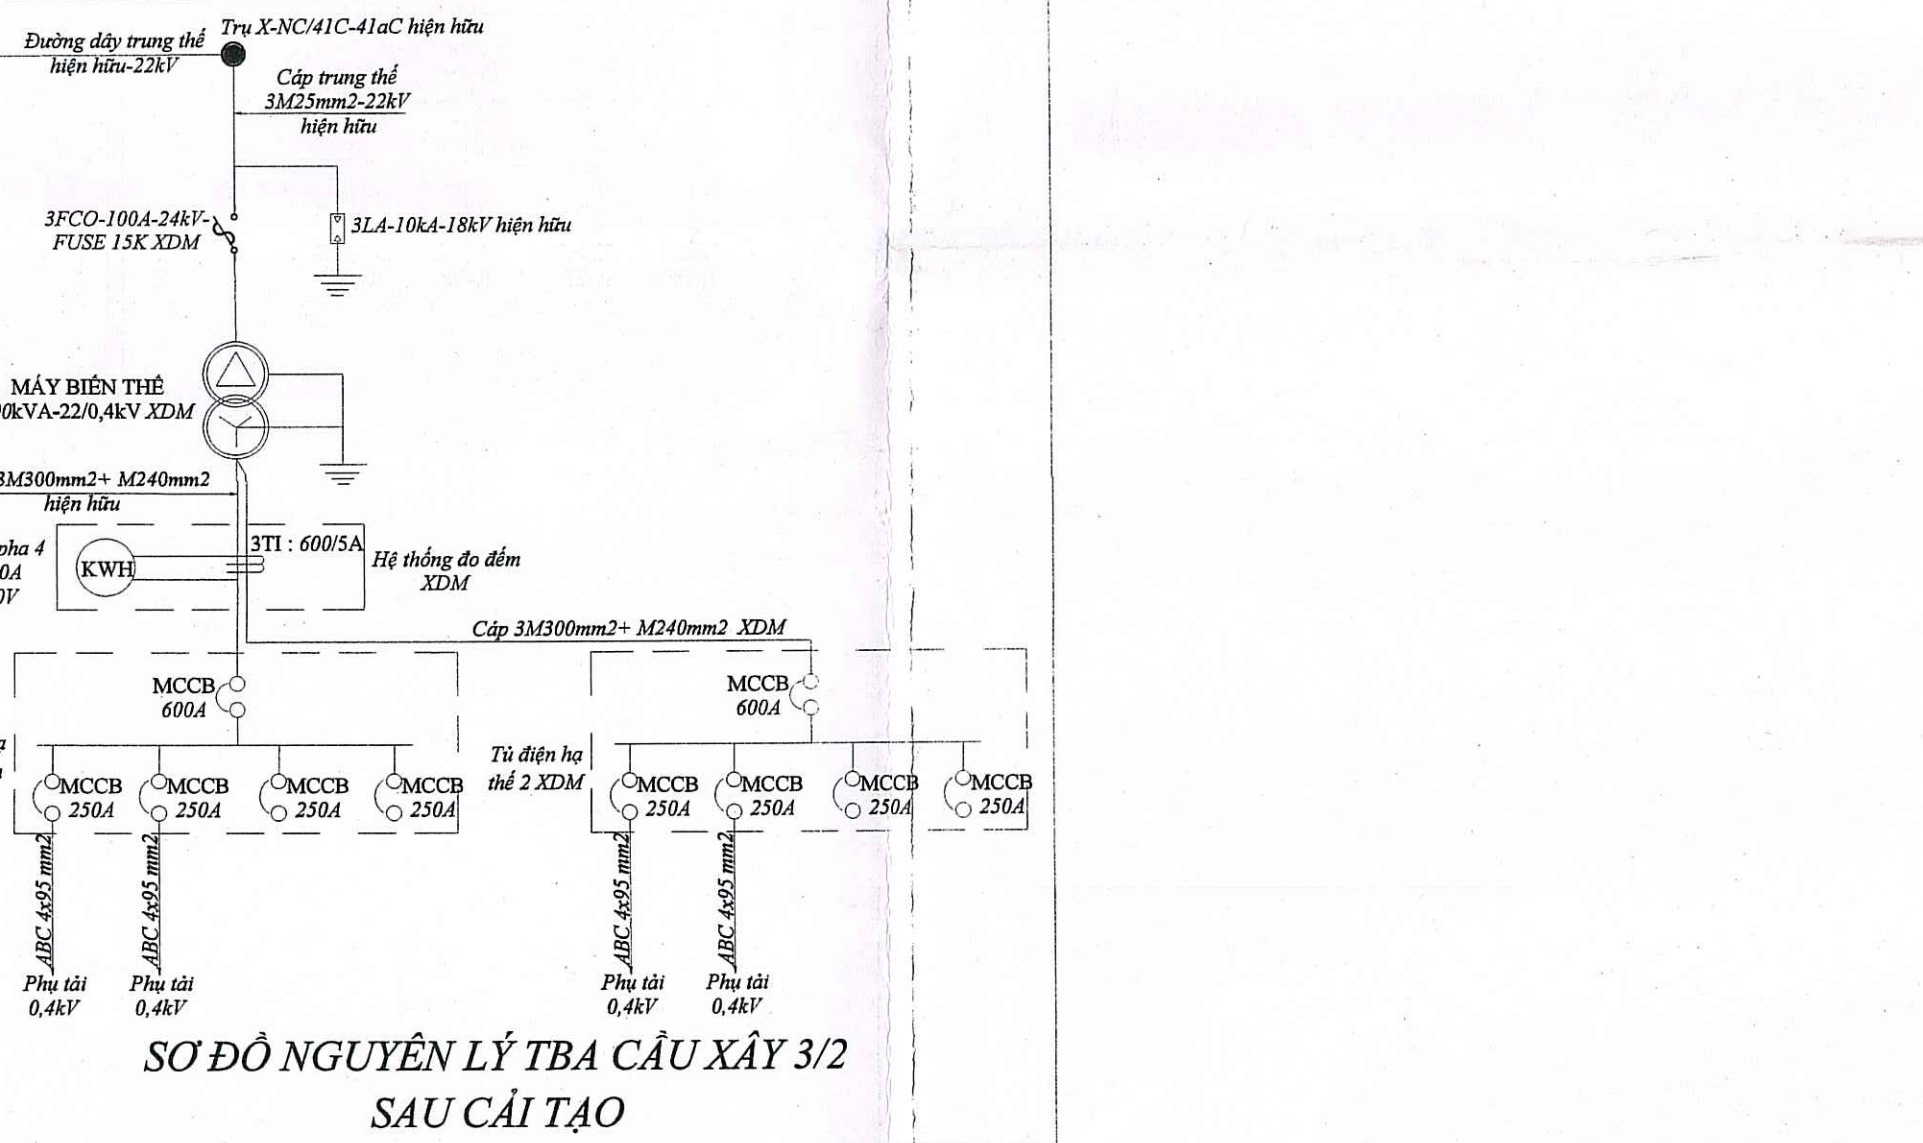 Trụ X-NC/41C-41aC hiện hữu
Đường dây trung thế
hiện hữu-22kV
Cáp trung thế
3M25mm2-22kV
hiện hữu
3FCO-100A-24kV-
FUSE 15K XDM
3LA-10kA-18kV hiện hữu
MÁY BIẾN THẾ
0kVA-22/0,4kV XDM
3M300mm2+ M240mm2
hiện hữu
pha 4
0A
0V
KWH
3TI : 600/5A
Hệ thống đo đếm
XDM
Cáp 3M300mm2+ M240mm2 XDM
MCCB
600A
MCCB
600A
Tủ điện hạ
thế 2 XDM
MCCB
250A
MCCB
250A
MCCB
250A
MCCB
250A
MCCB
250A
MCCB
250A
MCCB
250A
MCCB
250A
ABC 4x95 mm2
ABC 4x95 mm2
ABC 4x95 mm2
ABC 4x95 mm2
Phụ tải
0,4kV
Phụ tải
0,4kV
Phụ tải
0,4kV
Phụ tải
0,4kV
SƠ ĐỒ NGUYÊN LÝ TBA CẦU XÂY 3/2
SAU CẢI TẠO